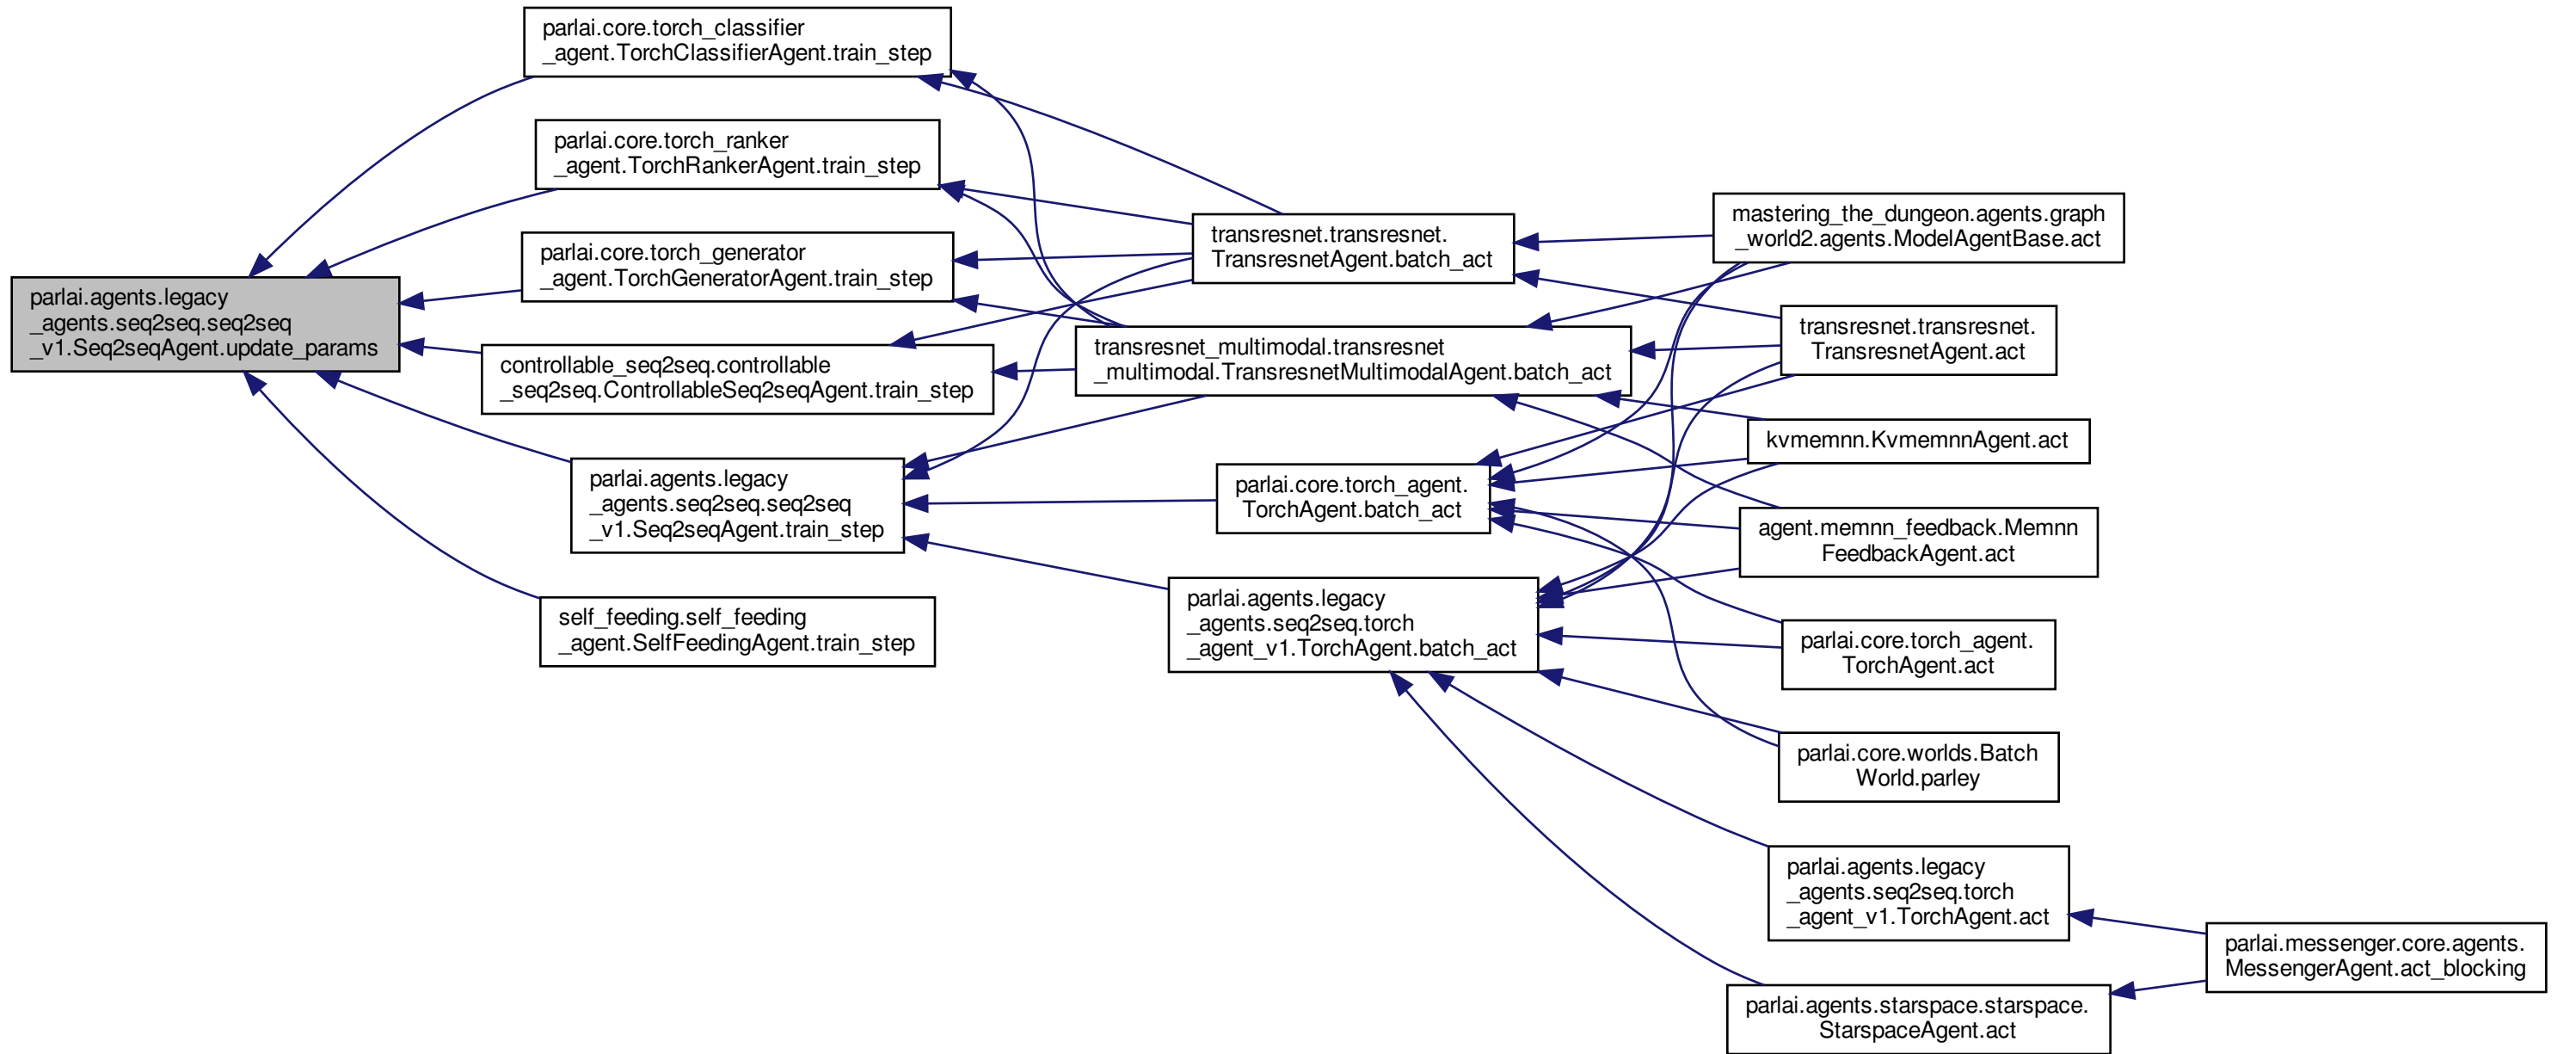 parlai.agents.legacy
_agents.seq2seq.seq2seq
_v1.Seq2seqAgent.update_params
parlai.core.torch_classifier
_agent.TorchClassifierAgent.train_step
parlai.core.torch_ranker
_agent.TorchRankerAgent.train_step
parlai.core.torch_generator
_agent.TorchGeneratorAgent.train_step
controllable_seq2seq.controllable
_seq2seq.ControllableSeq2seqAgent.train_step
parlai.agents.legacy
_agents.seq2seq.seq2seq
_v1.Seq2seqAgent.train_step
self_feeding.self_feeding
_agent.SelfFeedingAgent.train_step
transresnet.transresnet.
TransresnetAgent.batch_act
transresnet_multimodal.transresnet
_multimodal.TransresnetMultimodalAgent.batch_act
parlai.core.torch_agent.
TorchAgent.batch_act
parlai.agents.legacy
_agents.seq2seq.torch
_agent_v1.TorchAgent.batch_act
mastering_the_dungeon.agents.graph
_world2.agents.ModelAgentBase.act
transresnet.transresnet.
TransresnetAgent.act
kvmemnn.KvmemnnAgent.act
agent.memnn_feedback.Memnn
FeedbackAgent.act
parlai.core.torch_agent.
TorchAgent.act
parlai.core.worlds.Batch
World.parley
parlai.agents.legacy
_agents.seq2seq.torch
_agent_v1.TorchAgent.act
parlai.agents.starspace.starspace.
StarspaceAgent.act
parlai.messenger.core.agents.
MessengerAgent.act_blocking